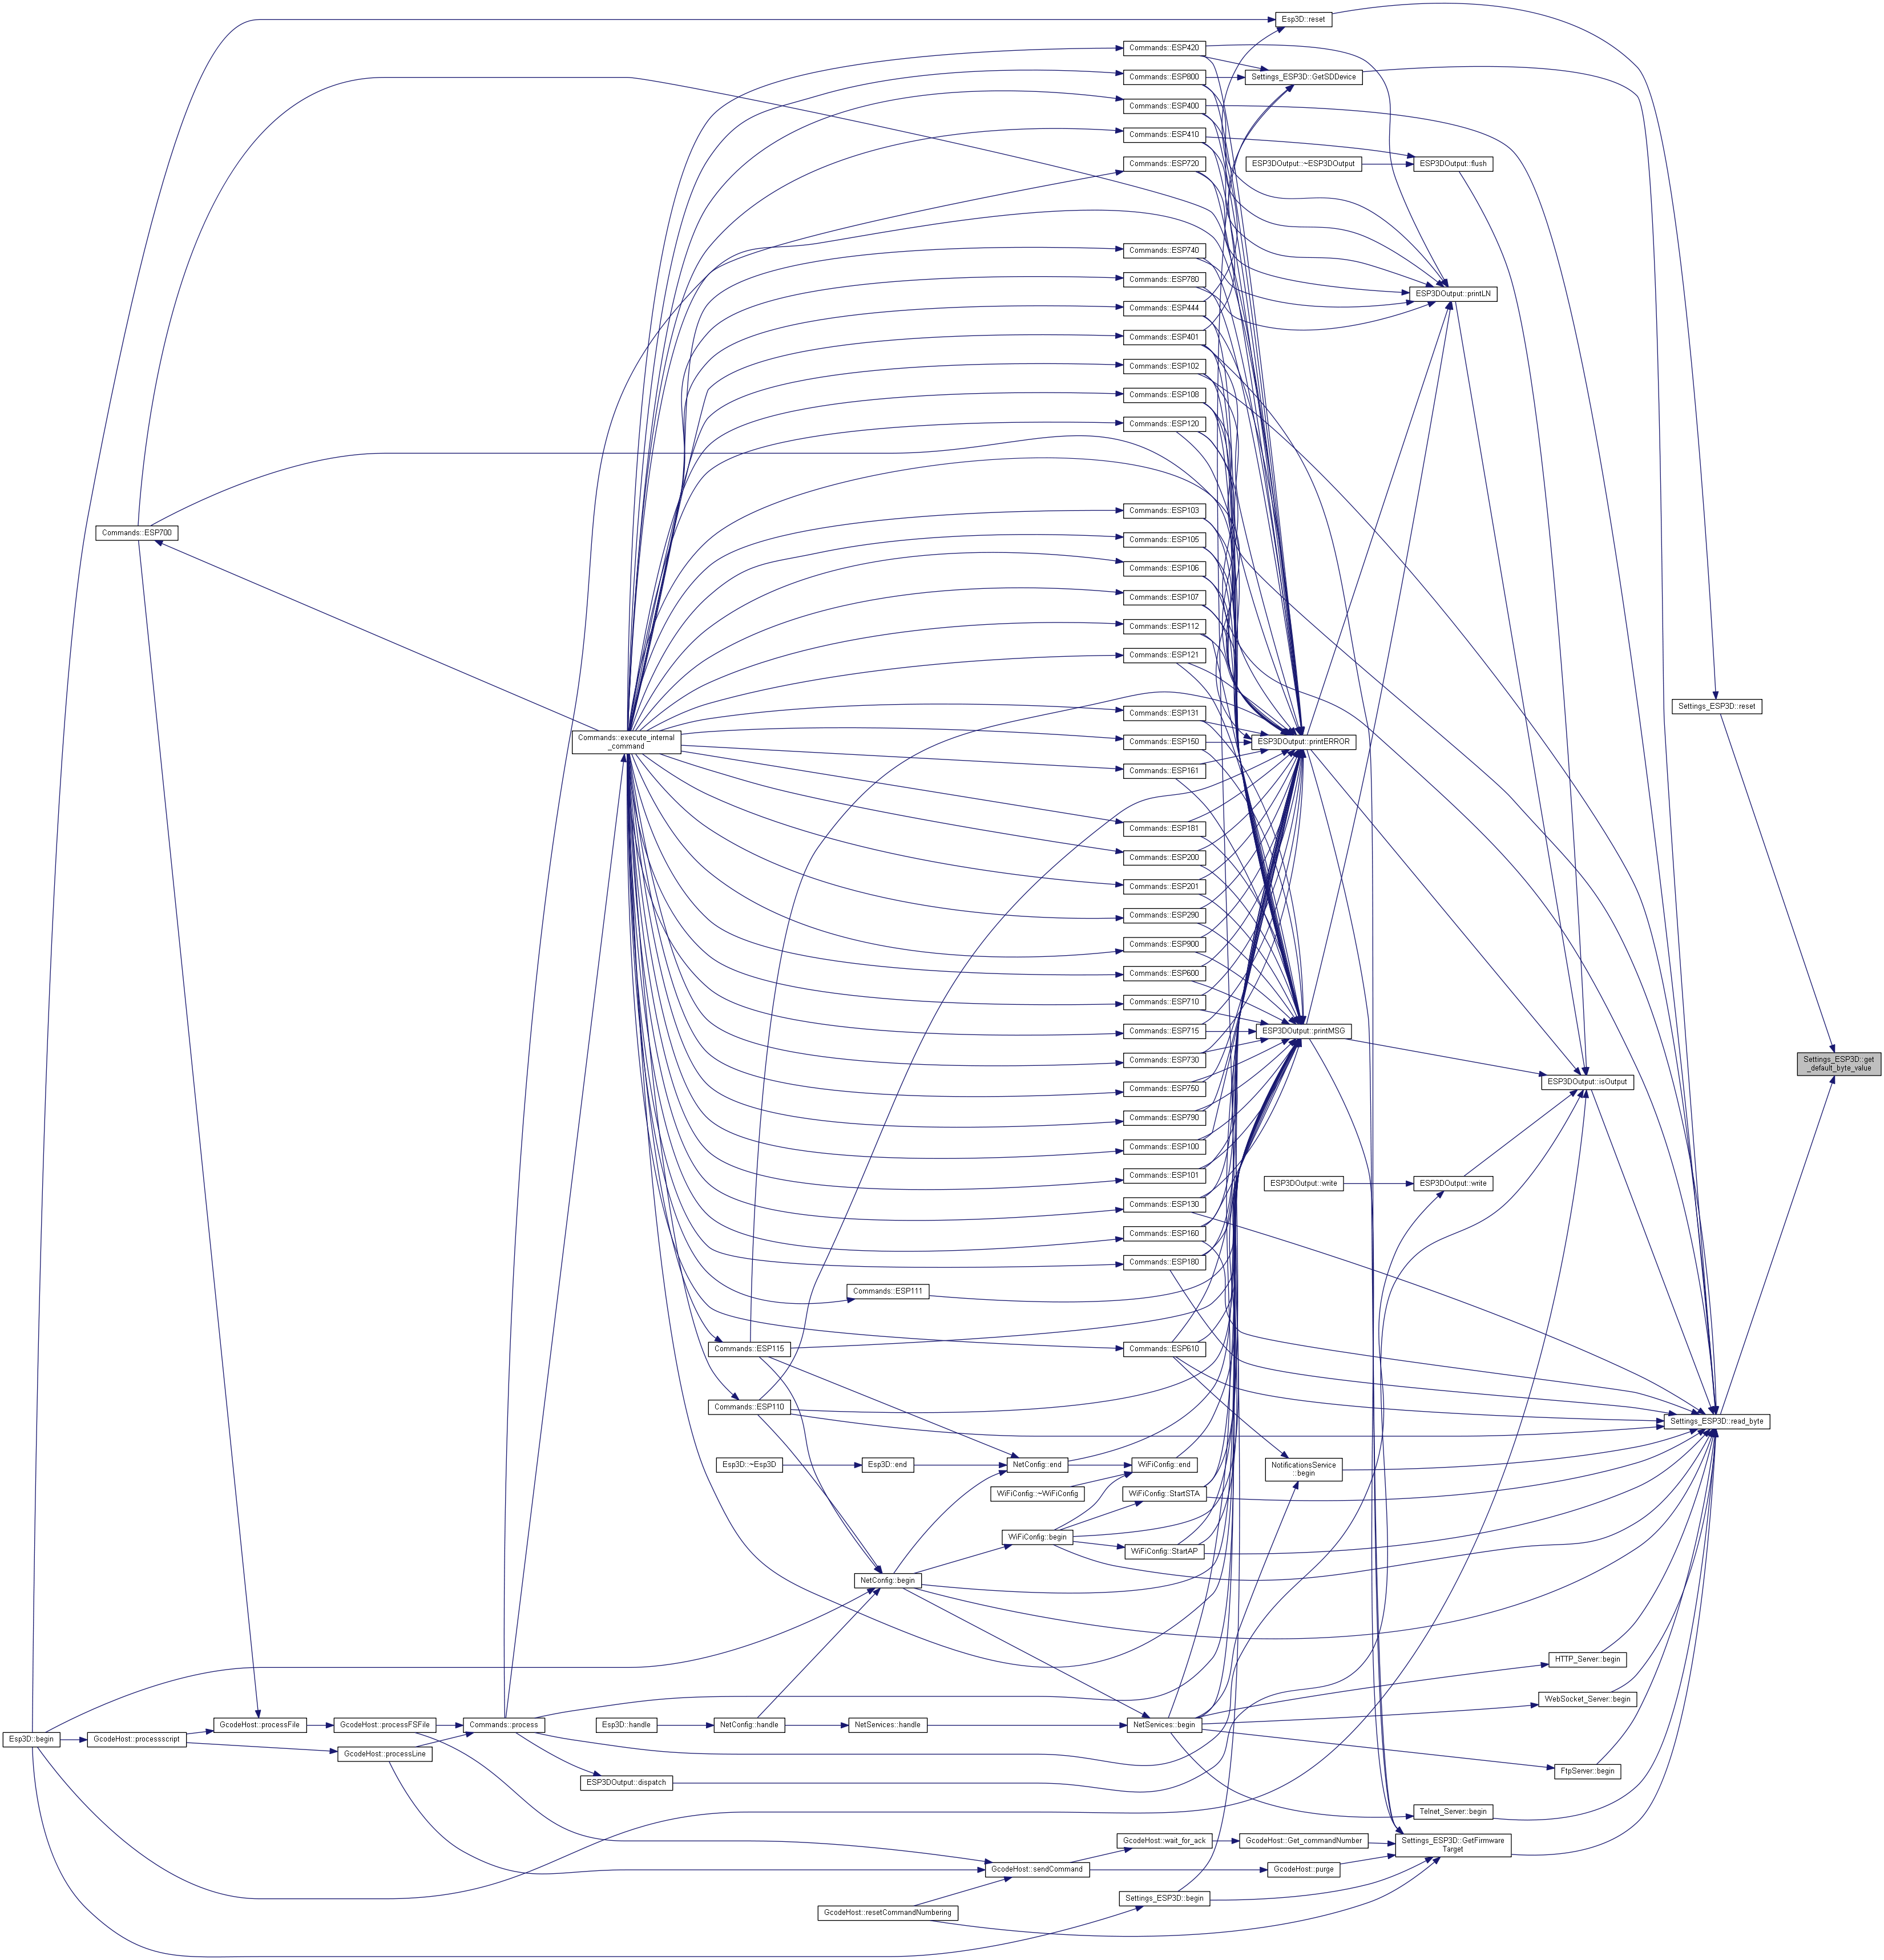 Esp3D::reset
Commands::ESP420
Commands::ESP800
Settings_ESP3D::GetSDDevice
Commands::ESP400
Commands::ESP410
Commands::ESP720
ESP3DOutput::~ESP3DOutput
ESP3DOutput::flush
Commands::ESP740
Commands::ESP780
ESP3DOutput::printLN
Commands::ESP444
Commands::ESP401
Commands::ESP102
Commands::ESP108
Commands::ESP120
Commands::ESP103
Commands::ESP700
Commands::ESP105
Commands::ESP106
Commands::ESP107
Commands::ESP112
Commands::ESP121
Settings_ESP3D::reset
Commands::ESP131
Commands::execute_internal
_command
Commands::ESP150
ESP3DOutput::printERROR
Commands::ESP161
Commands::ESP181
Commands::ESP200
Commands::ESP201
Commands::ESP290
Commands::ESP900
Commands::ESP600
Commands::ESP710
Commands::ESP715
ESP3DOutput::printMSG
Commands::ESP730
Settings_ESP3D::get
_default_byte_value
Commands::ESP750
ESP3DOutput::isOutput
Commands::ESP790
Commands::ESP100
Commands::ESP101
ESP3DOutput::write
ESP3DOutput::write
Commands::ESP130
Commands::ESP160
Commands::ESP180
Commands::ESP111
Commands::ESP115
Commands::ESP610
Commands::ESP110
Settings_ESP3D::read_byte
Esp3D::~Esp3D
Esp3D::end
NetConfig::end
WiFiConfig::end
NotificationsService
::begin
WiFiConfig::~WiFiConfig
WiFiConfig::StartSTA
WiFiConfig::begin
WiFiConfig::StartAP
NetConfig::begin
HTTP_Server::begin
WebSocket_Server::begin
Esp3D::begin
GcodeHost::processscript
GcodeHost::processFile
GcodeHost::processFSFile
Commands::process
Esp3D::handle
NetConfig::handle
NetServices::handle
NetServices::begin
GcodeHost::processLine
FtpServer::begin
ESP3DOutput::dispatch
Telnet_Server::begin
GcodeHost::wait_for_ack
GcodeHost::Get_commandNumber
Settings_ESP3D::GetFirmware
Target
GcodeHost::sendCommand
GcodeHost::purge
Settings_ESP3D::begin
GcodeHost::resetCommandNumbering